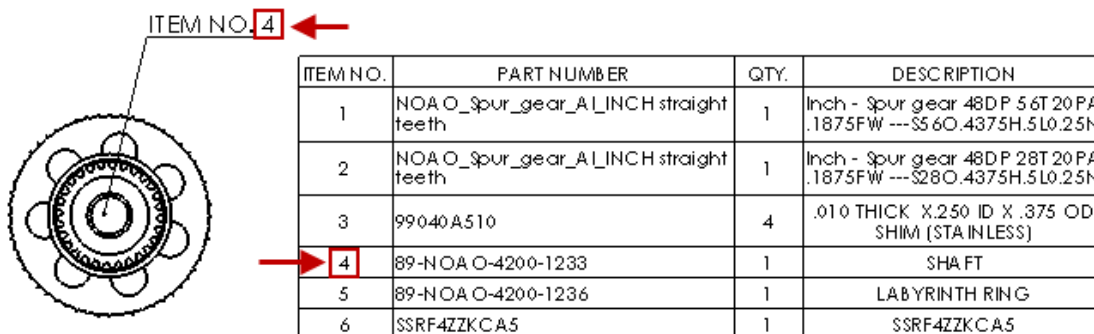 ITEM NO. 4
ITEM NO. PART NUMBER QTY. DESCRIPTION
1 NOAO_Spur_gear_AI_INCH straight teeth 1 Inch - Spur gear 48DP 56T 20PA .1875FW ---S56O.4375H.5L0.25N
2 NOAO_Spur_gear_AI_INCH straight teeth 1 Inch - Spur gear 48DP 28T 20PA .1875FW ---S28O.4375H.5L0.25N
3 99040A510 4 .010 THICK X.250 ID X .375 OD SHIM (STAINLESS)
4 89-NOAO-4200-1233 1 SHAFT
5 89-NOAO-4200-1236 1 LABYRINTH RING
6 SSRF4ZZKCA5 1 SSRF4ZZKCA5